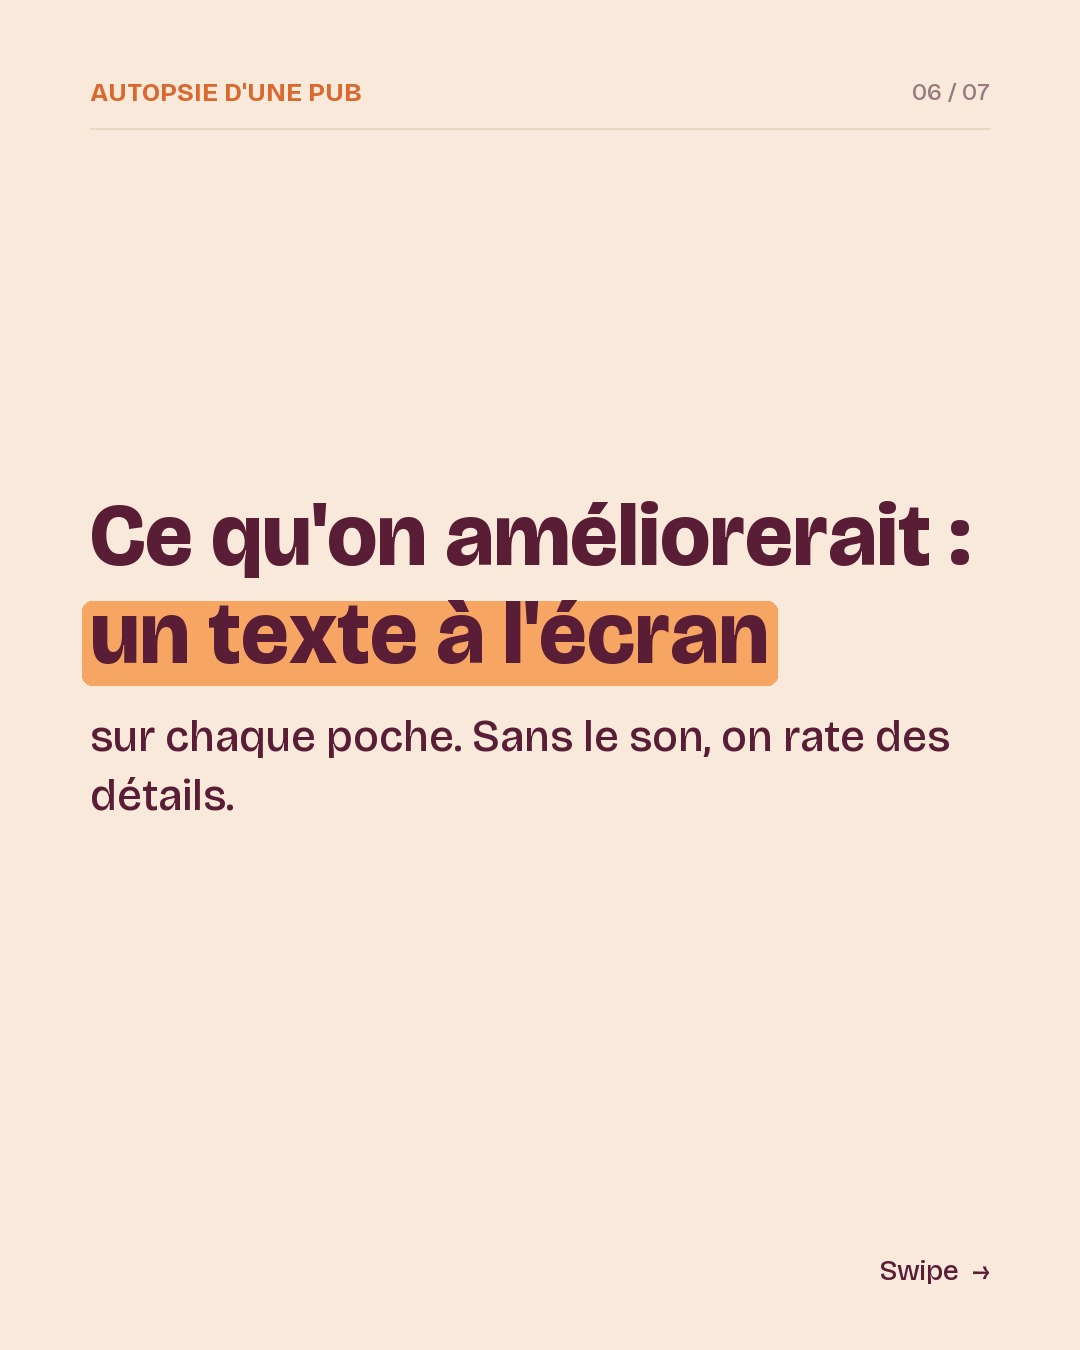 AUTOPSIE D'UNE PUB
06 / 07
Ce qu'on améliorerait :
un texte à l'écran
sur chaque poche. Sans le son, on rate des
détails.
Swipe →